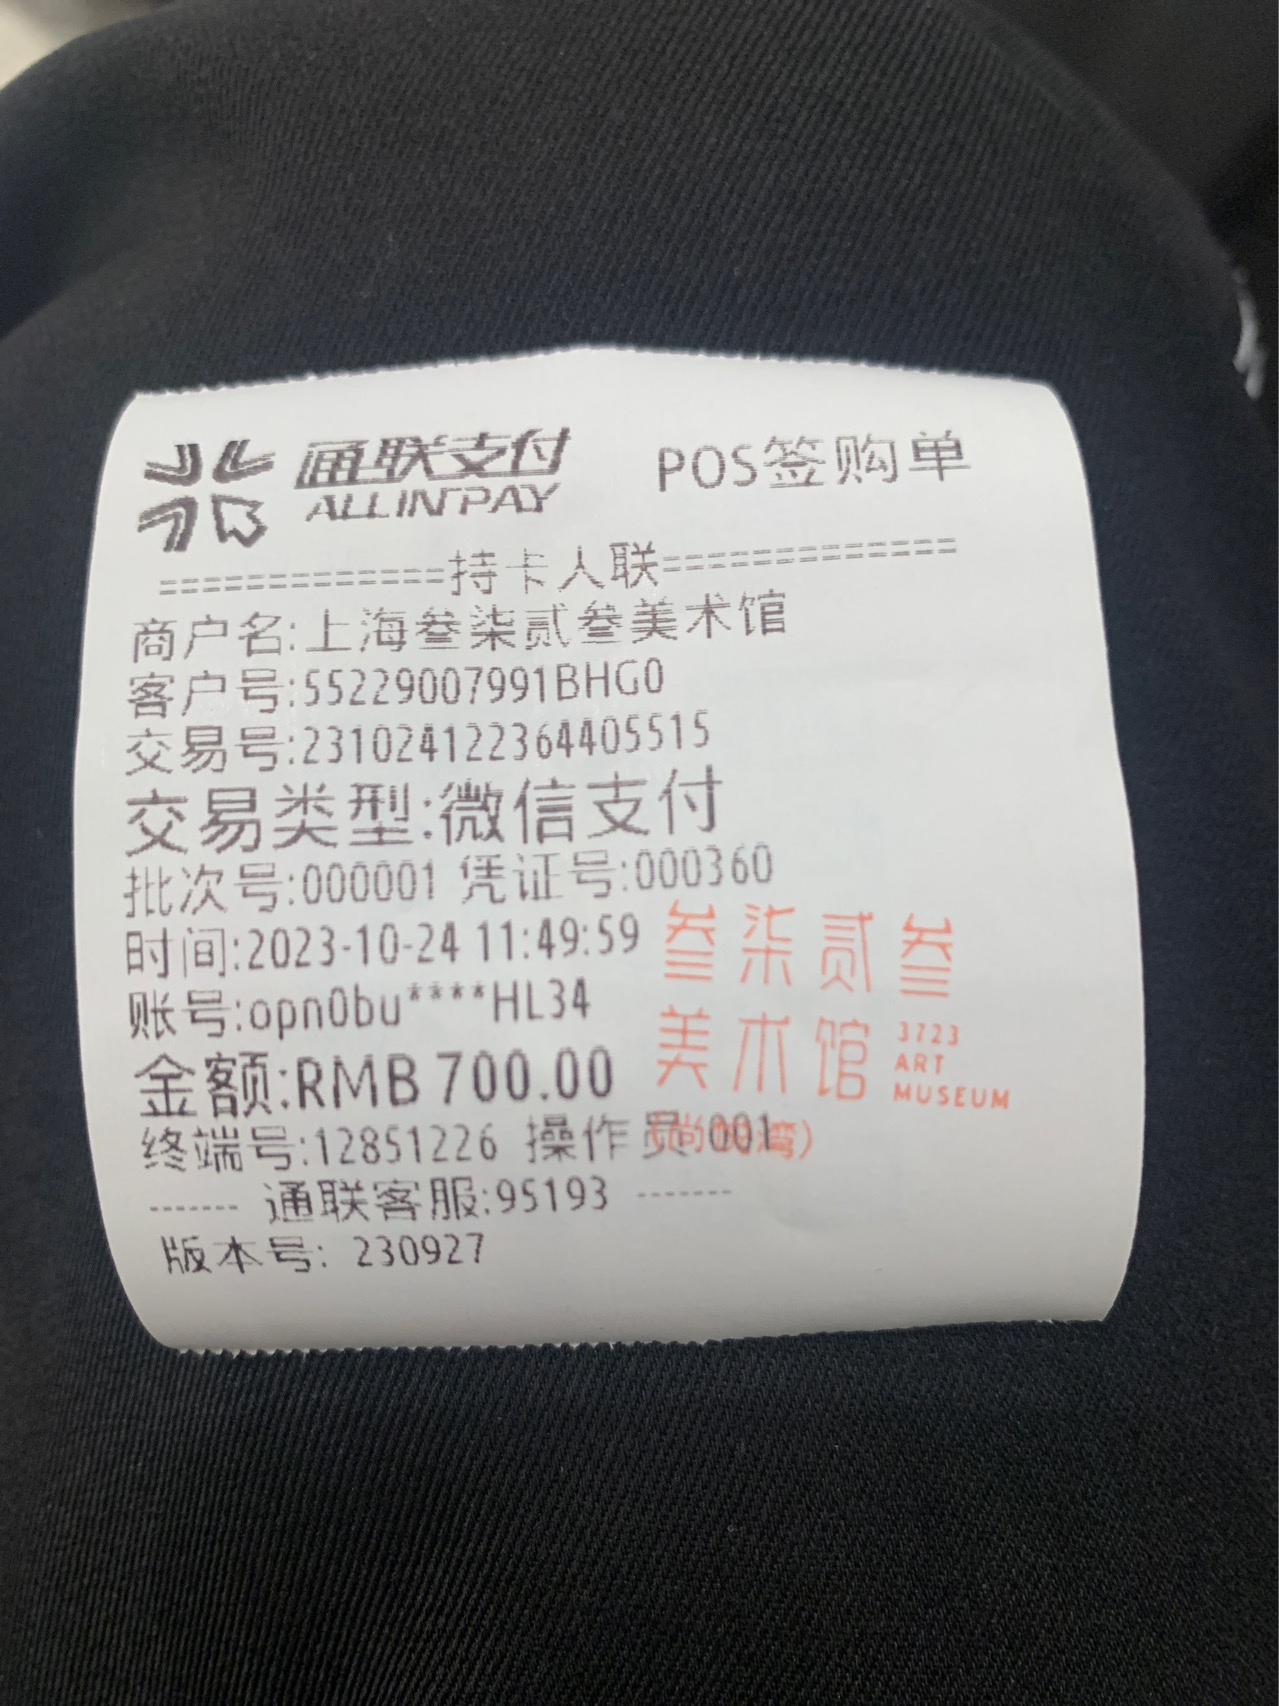 通联支付 POS签购单
ALLINPAY
=============持卡人联=============
商户名:上海叁柒贰叁美术馆
客户号:55229007991BHG0
交易号:231024122364405515
交易类型:微信支付
批次号:000001 凭证号:000360
时间:2023-10-24 11:49:59
账号:opn0bu****HL34
金额:RMB 700.00
终端号:12851226 操作员:001
------- 通联客服:95193 -------
版本号: 230927
叁柒贰叁
美术馆
3723
ART
MUSEUM